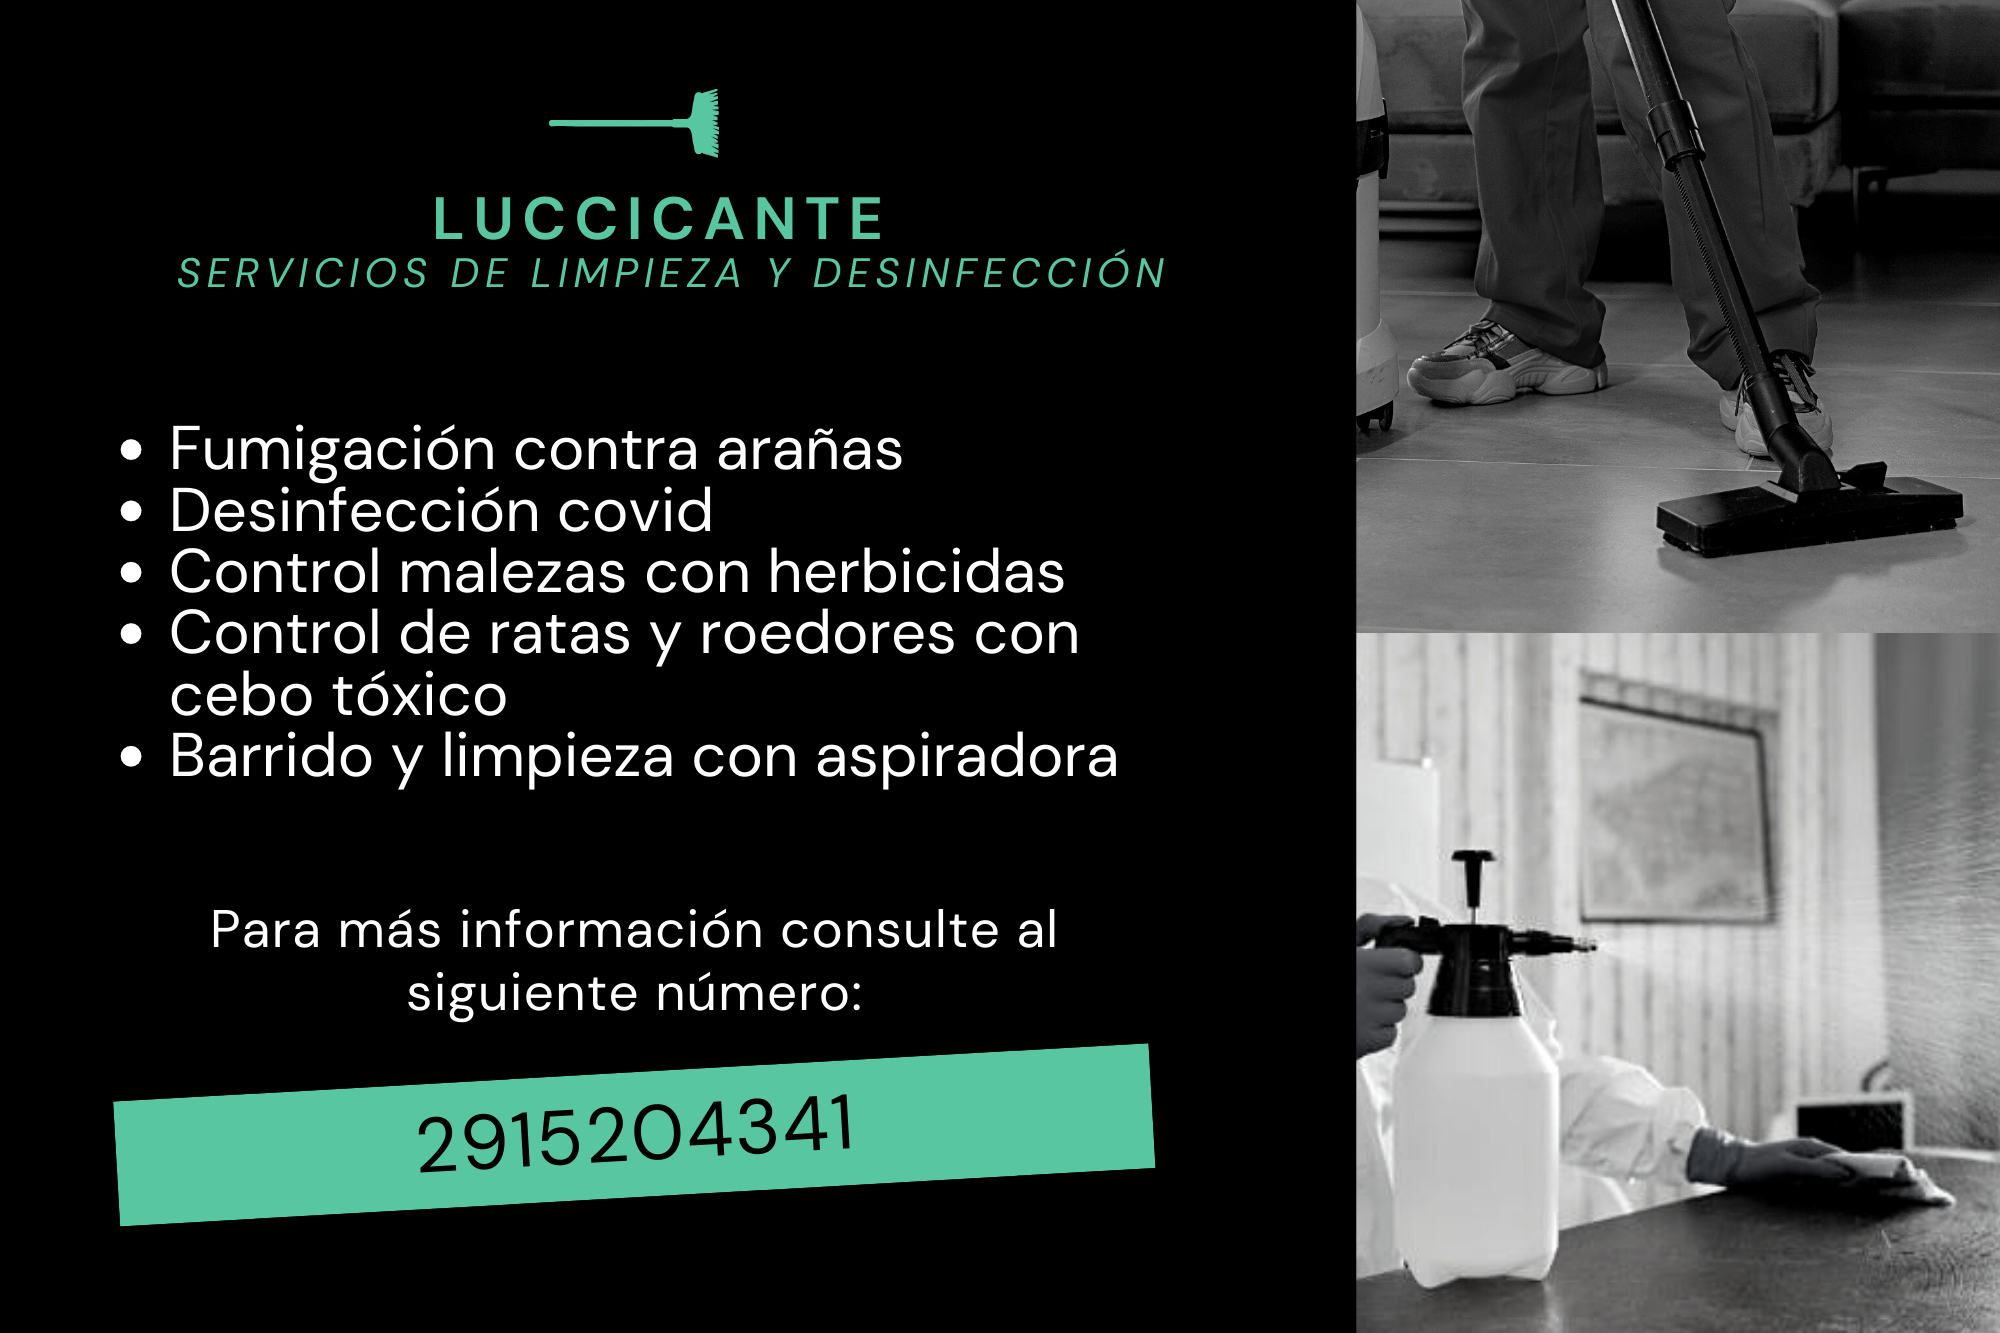 LUCCICANTE
SERVICIOS DE LIMPIEZA Y DESINFECCIÓN
• Fumigación contra arañas
• Desinfección covid
• Control malezas con herbicidas
• Control de ratas y roedores con
cebo tóxico
• Barrido y limpieza con aspiradora
Para más información consulte al
siguiente número:
2915204341